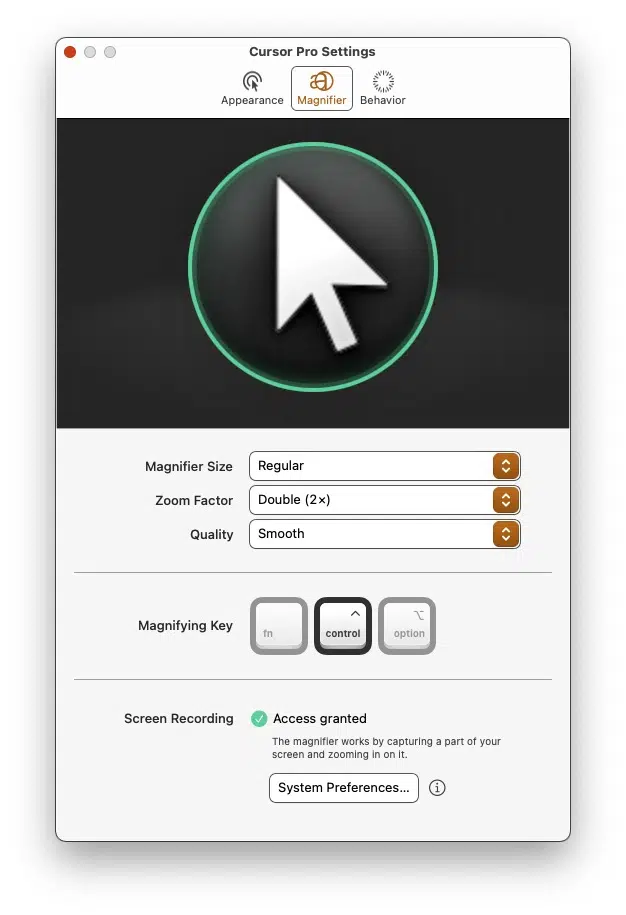 Cursor Pro Settings
Appearance
Magnifier
Behavior
Magnifier Size Regular
Zoom Factor Double (2×)
Quality Smooth
Magnifying Key fn control option
Screen Recording Access granted
The magnifier works by capturing a part of your
screen and zooming in on it.
System Preferences...